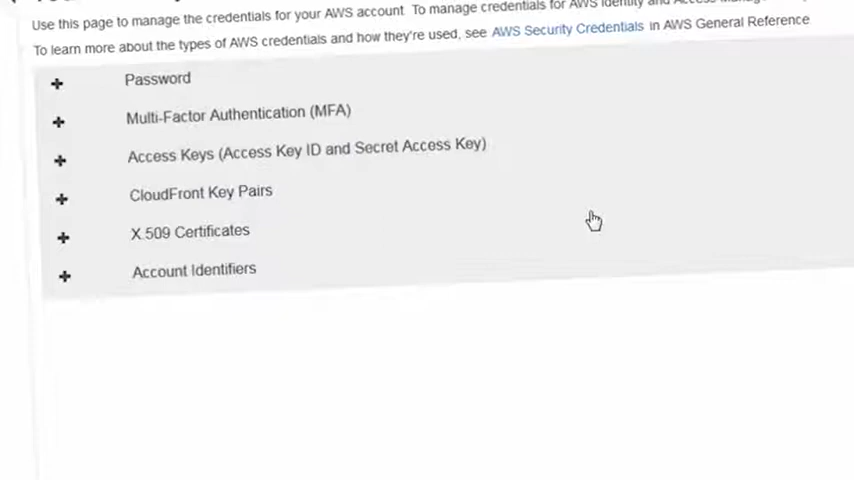 Use this page to manage the credentials for your AWS account To manage credentials for AWS Identity and
To learn more about the types of AWS credentials and how they're used, see AWS Security Credentials in AWS General Reference
Password
Multi-Factor Authentication (MFA)
Access Keys (Access Key ID and Secret Access Key)
CloudFront Key Pairs
X.509 Certificates
Account Identifiers